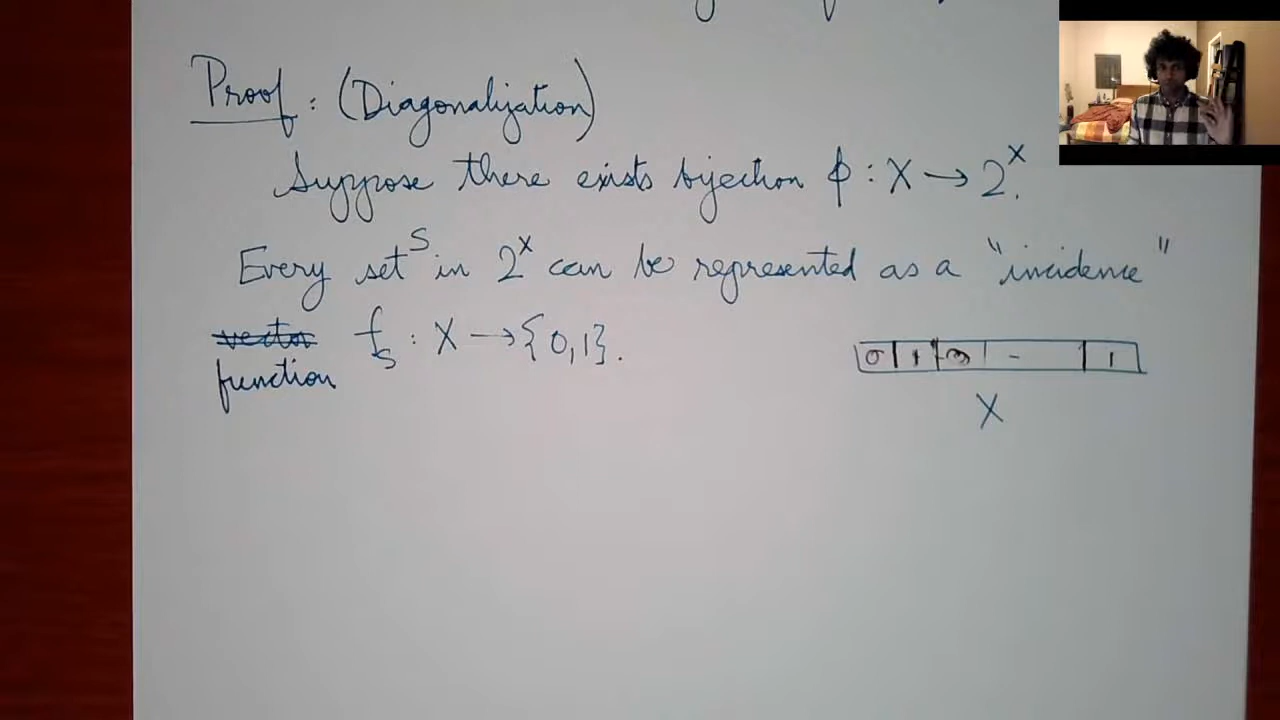 Proof : (Diagonalization)
Suppose there exists bijection ϕ : X → 2^X.
Every set S in 2^X can be represented as a "incidence"
vector f_S : X → {0,1}.
function
0 1 - 1
X